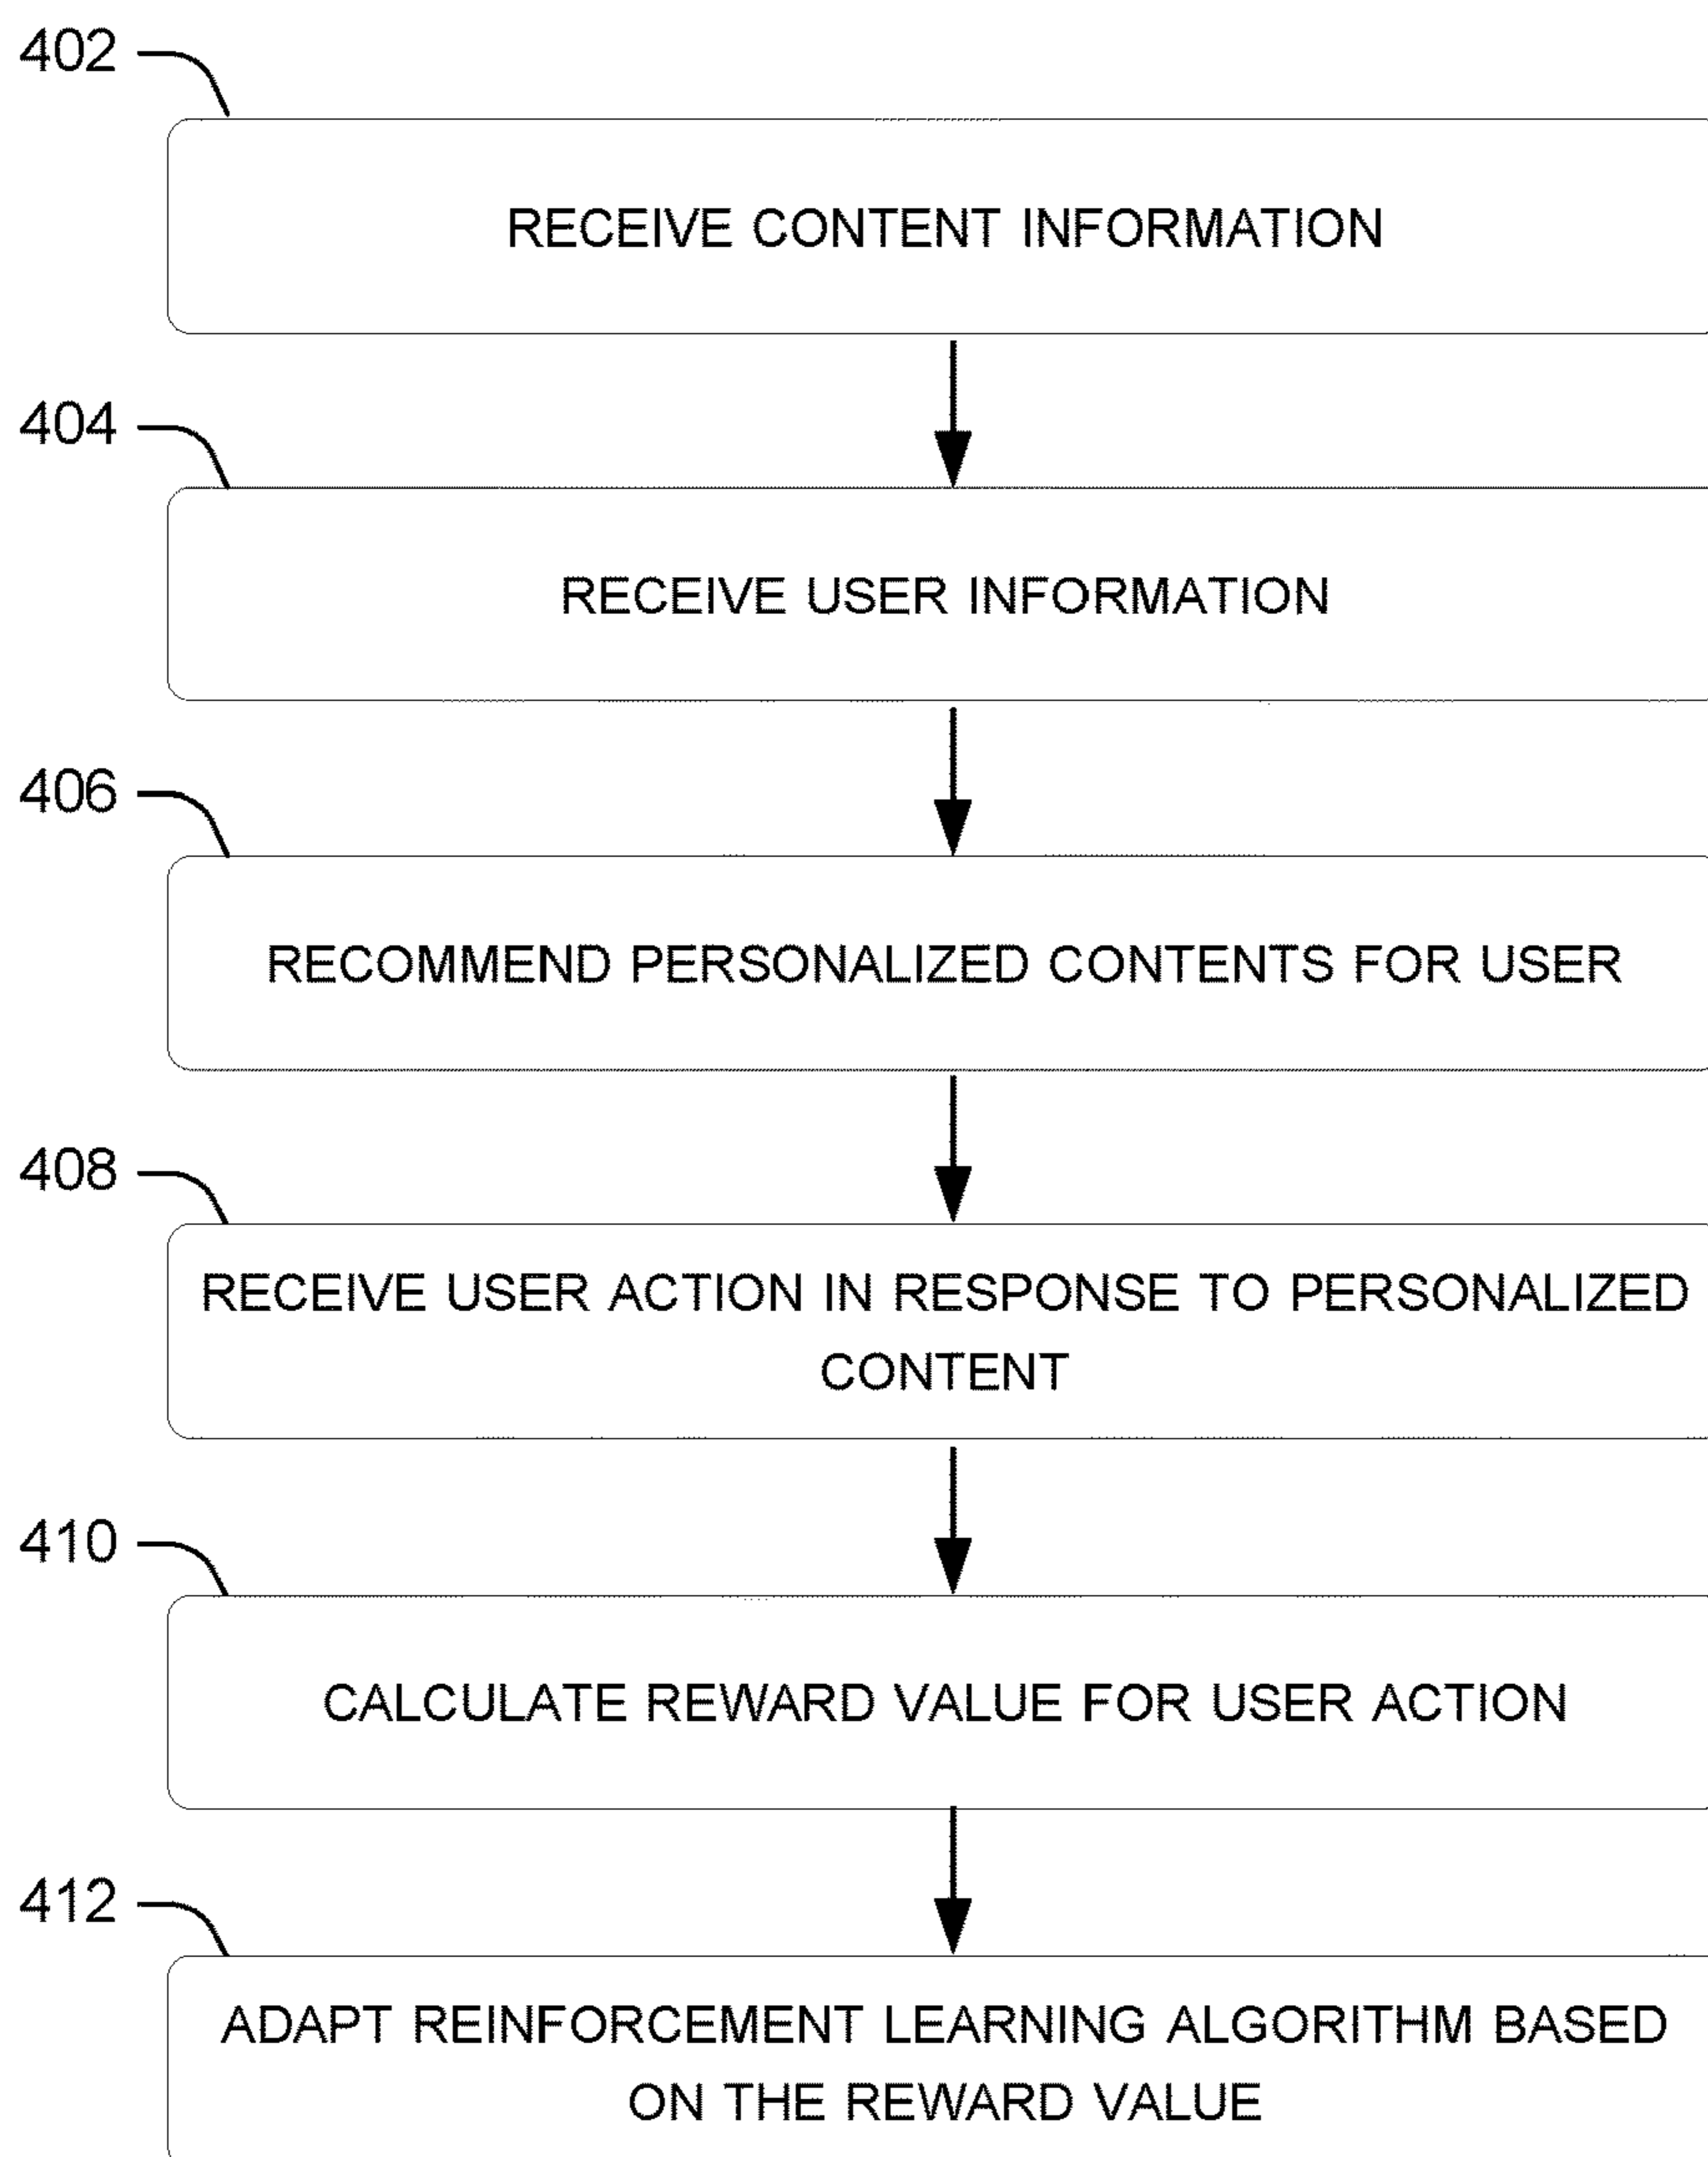 402
RECEIVE CONTENT INFORMATION
404
RECEIVE USER INFORMATION
406
RECOMMEND PERSONALIZED CONTENTS FOR USER
408
RECEIVE USER ACTION IN RESPONSE TO PERSONALIZED
CONTENT
410
CALCULATE REWARD VALUE FOR USER ACTION
412
ADAPT REINFORCEMENT LEARNING ALGORITHM BASED
ON THE REWARD VALUE